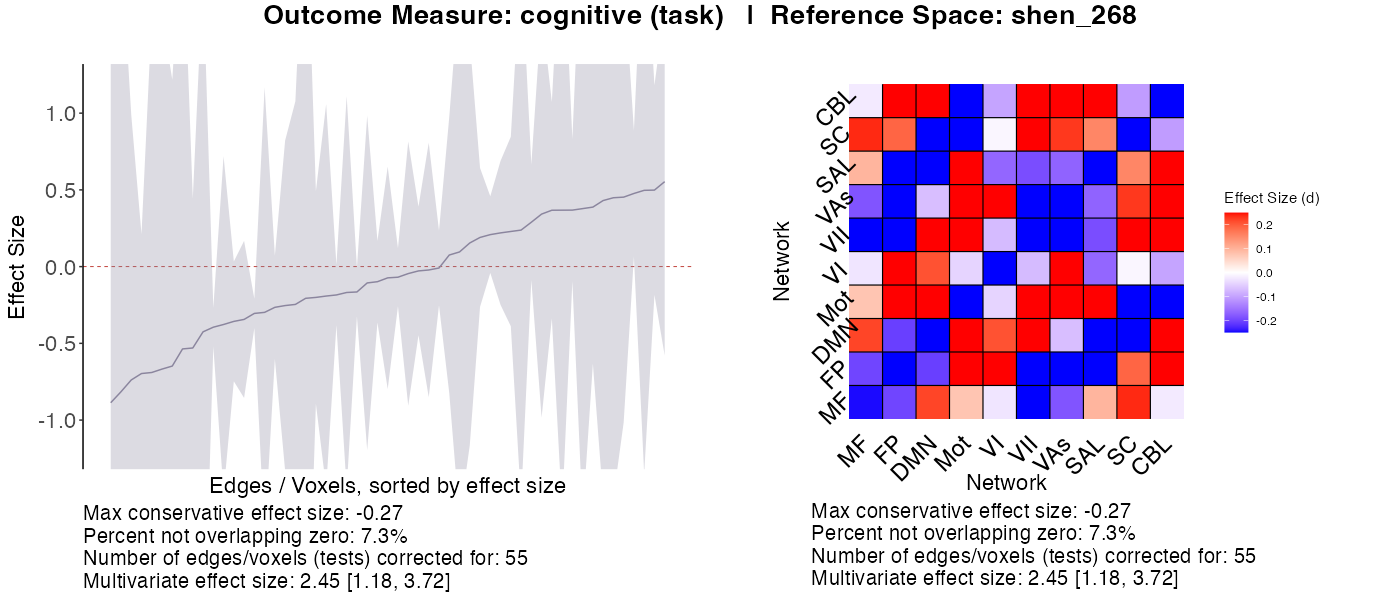 Outcome Measure: cognitive (task) | Reference Space: shen_268
Effect Size
1.0
0.5
0.0
-0.5
-1.0
Edges / Voxels, sorted by effect size
Max conservative effect size: -0.27
Percent not overlapping zero: 7.3%
Number of edges/voxels (tests) corrected for: 55
Multivariate effect size: 2.45 [1.18, 3.72]
Network
CBL
SC
SAL
VAs
VII
VI
Mot
DMN
FP
MF
MF FP DMN Mot VI VII VAs SAL SC CBL
Network
Max conservative effect size: -0.27
Percent not overlapping zero: 7.3%
Number of edges/voxels (tests) corrected for: 55
Multivariate effect size: 2.45 [1.18, 3.72]
Effect Size (d)
0.2
0.1
0.0
-0.1
-0.2